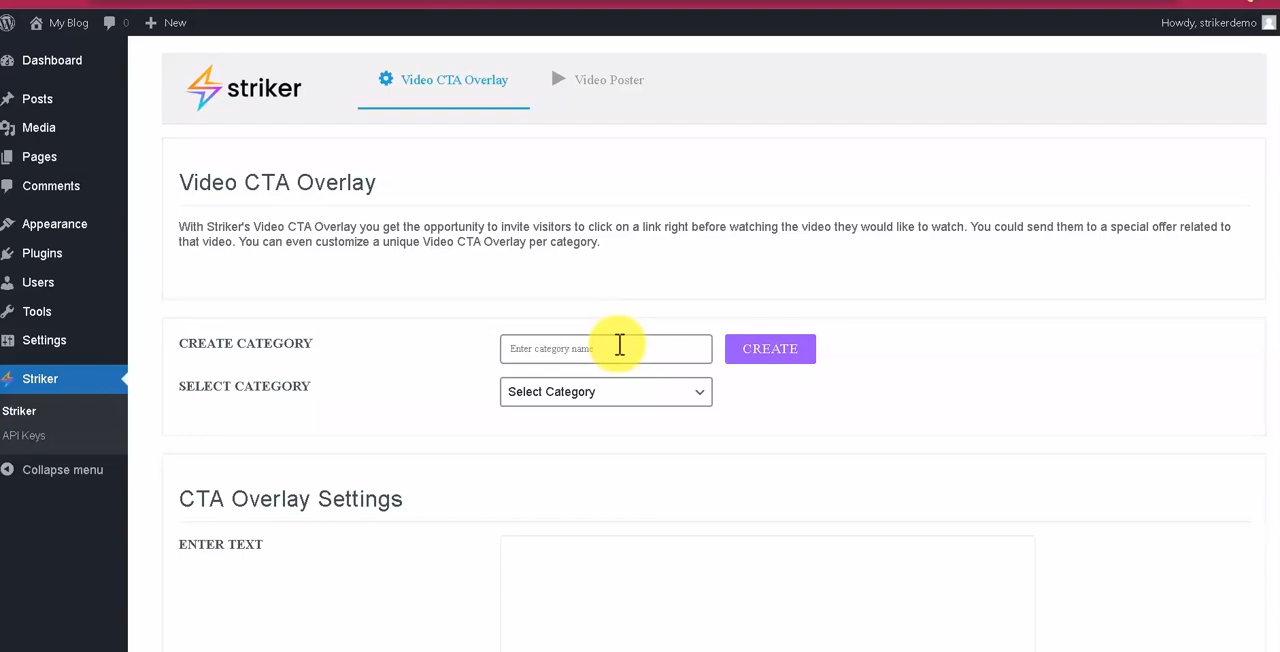 My Blog 0 New Howdy, strikerdemo
Dashboard
Posts
Media
Pages
Comments
Appearance
Plugins
Users
Tools
Settings
Striker
Striker
API Keys
Collapse menu
striker Video CTA Overlay Video Poster
Video CTA Overlay
With Striker's Video CTA Overlay you get the opportunity to invite visitors to click on a link right before watching the video they would like to watch. You could send them to a special offer related to
that video. You can even customize a unique Video CTA Overlay per category.
CREATE CATEGORY Enter category name CREATE
SELECT CATEGORY Select Category
CTA Overlay Settings
ENTER TEXT